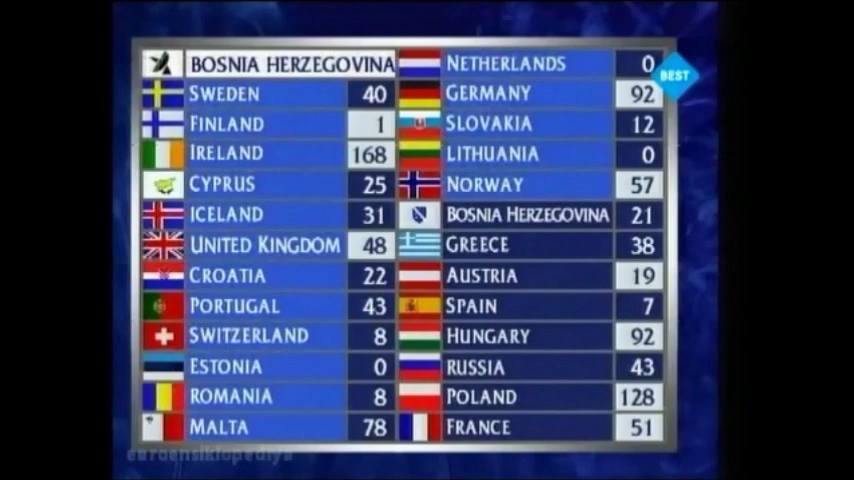 BOSNIA HERZEGOVINA
SWEDEN 40
FINLAND 1
IRELAND 168
CYPRUS 25
ICELAND 31
UNITED KINGDOM 48
CROATIA 22
PORTUGAL 43
SWITZERLAND 8
ESTONIA 0
ROMANIA 8
MALTA 78
NETHERLANDS 0
GERMANY 92
SLOVAKIA 12
LITHUANIA 0
NORWAY 57
BOSNIA HERZEGOVINA 21
GREECE 38
AUSTRIA 19
SPAIN 7
HUNGARY 92
RUSSIA 43
POLAND 128
FRANCE 51
BEST
euroensiklopediya